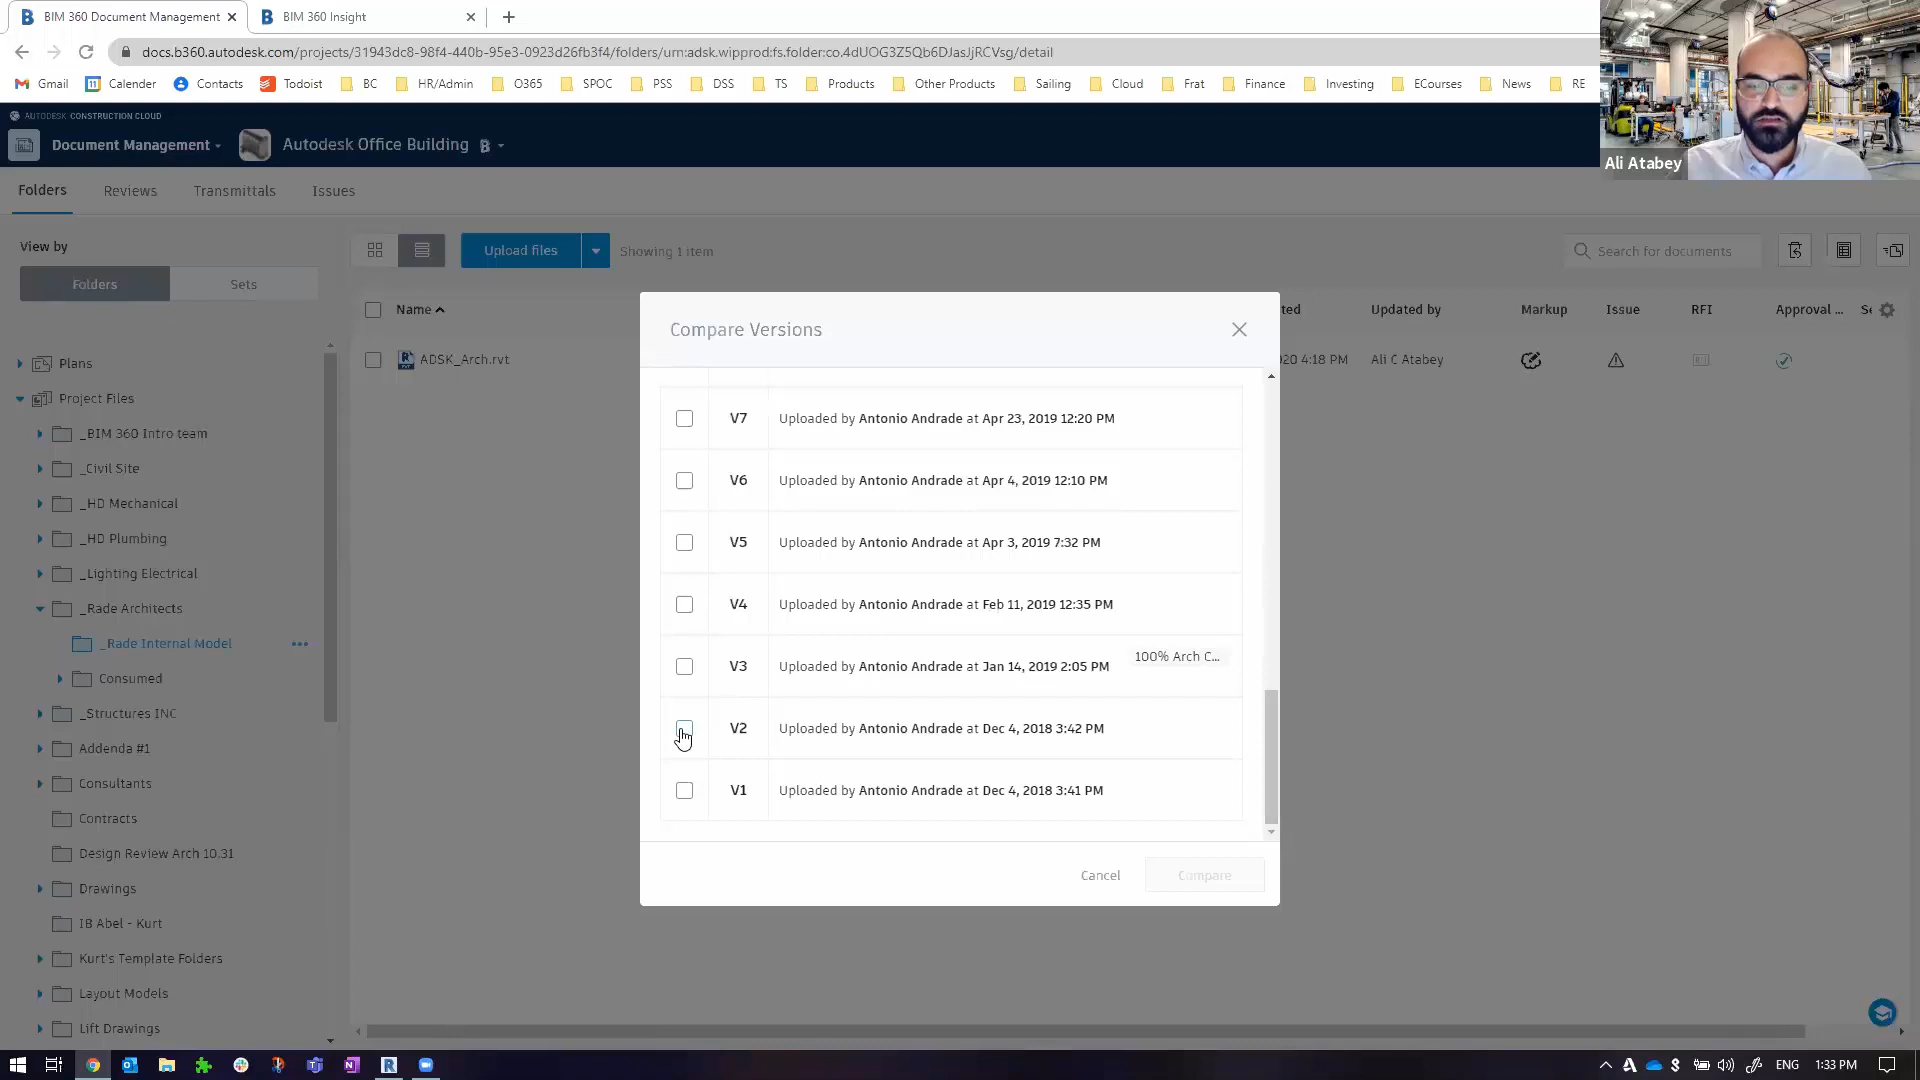 BIM 360 Document Management
BIM 360 Insight
docs.b360.autodesk.com/projects/31943dc8-98f4-440b-95e3-0923d26fb3f4/folders/urn:adsk.wipprod:fs.folder:co.4dUOG3Z5Qb6DJasJjRCVsg/detail
Gmail
Calender
Contacts
Todoist
BC
HR/Admin
O365
SPOC
PSS
DSS
TS
Products
Other Products
Sailing
Cloud
Frat
Finance
Investing
ECourses
News
RE
AUTODESK CONSTRUCTION CLOUD
Document Management
Autodesk Office Building
Ali Atabey
Folders
Reviews
Transmittals
Issues
View by
Folders
Sets
Upload files
Showing 1 item
Search for documents
Name
ted
Updated by
Markup
Issue
RFI
Approval ...
ADSK_Arch.rvt
20 4:18 PM
Ali C Atabey
Plans
Project Files
_BIM 360 Intro team
_Civil Site
_HD Mechanical
_HD Plumbing
_Lighting Electrical
_Rade Architects
_Rade Internal Model
Consumed
_Structures INC
Addenda #1
Consultants
Contracts
Design Review Arch 10.31
Drawings
IB Abel - Kurt
Kurt's Template Folders
Layout Models
Lift Drawings
Compare Versions
V7 Uploaded by Antonio Andrade at Apr 23, 2019 12:20 PM
V6 Uploaded by Antonio Andrade at Apr 4, 2019 12:10 PM
V5 Uploaded by Antonio Andrade at Apr 3, 2019 7:32 PM
V4 Uploaded by Antonio Andrade at Feb 11, 2019 12:35 PM
V3 Uploaded by Antonio Andrade at Jan 14, 2019 2:05 PM 100% Arch C...
V2 Uploaded by Antonio Andrade at Dec 4, 2018 3:42 PM
V1 Uploaded by Antonio Andrade at Dec 4, 2018 3:41 PM
Cancel
Compare
ENG
1:33 PM